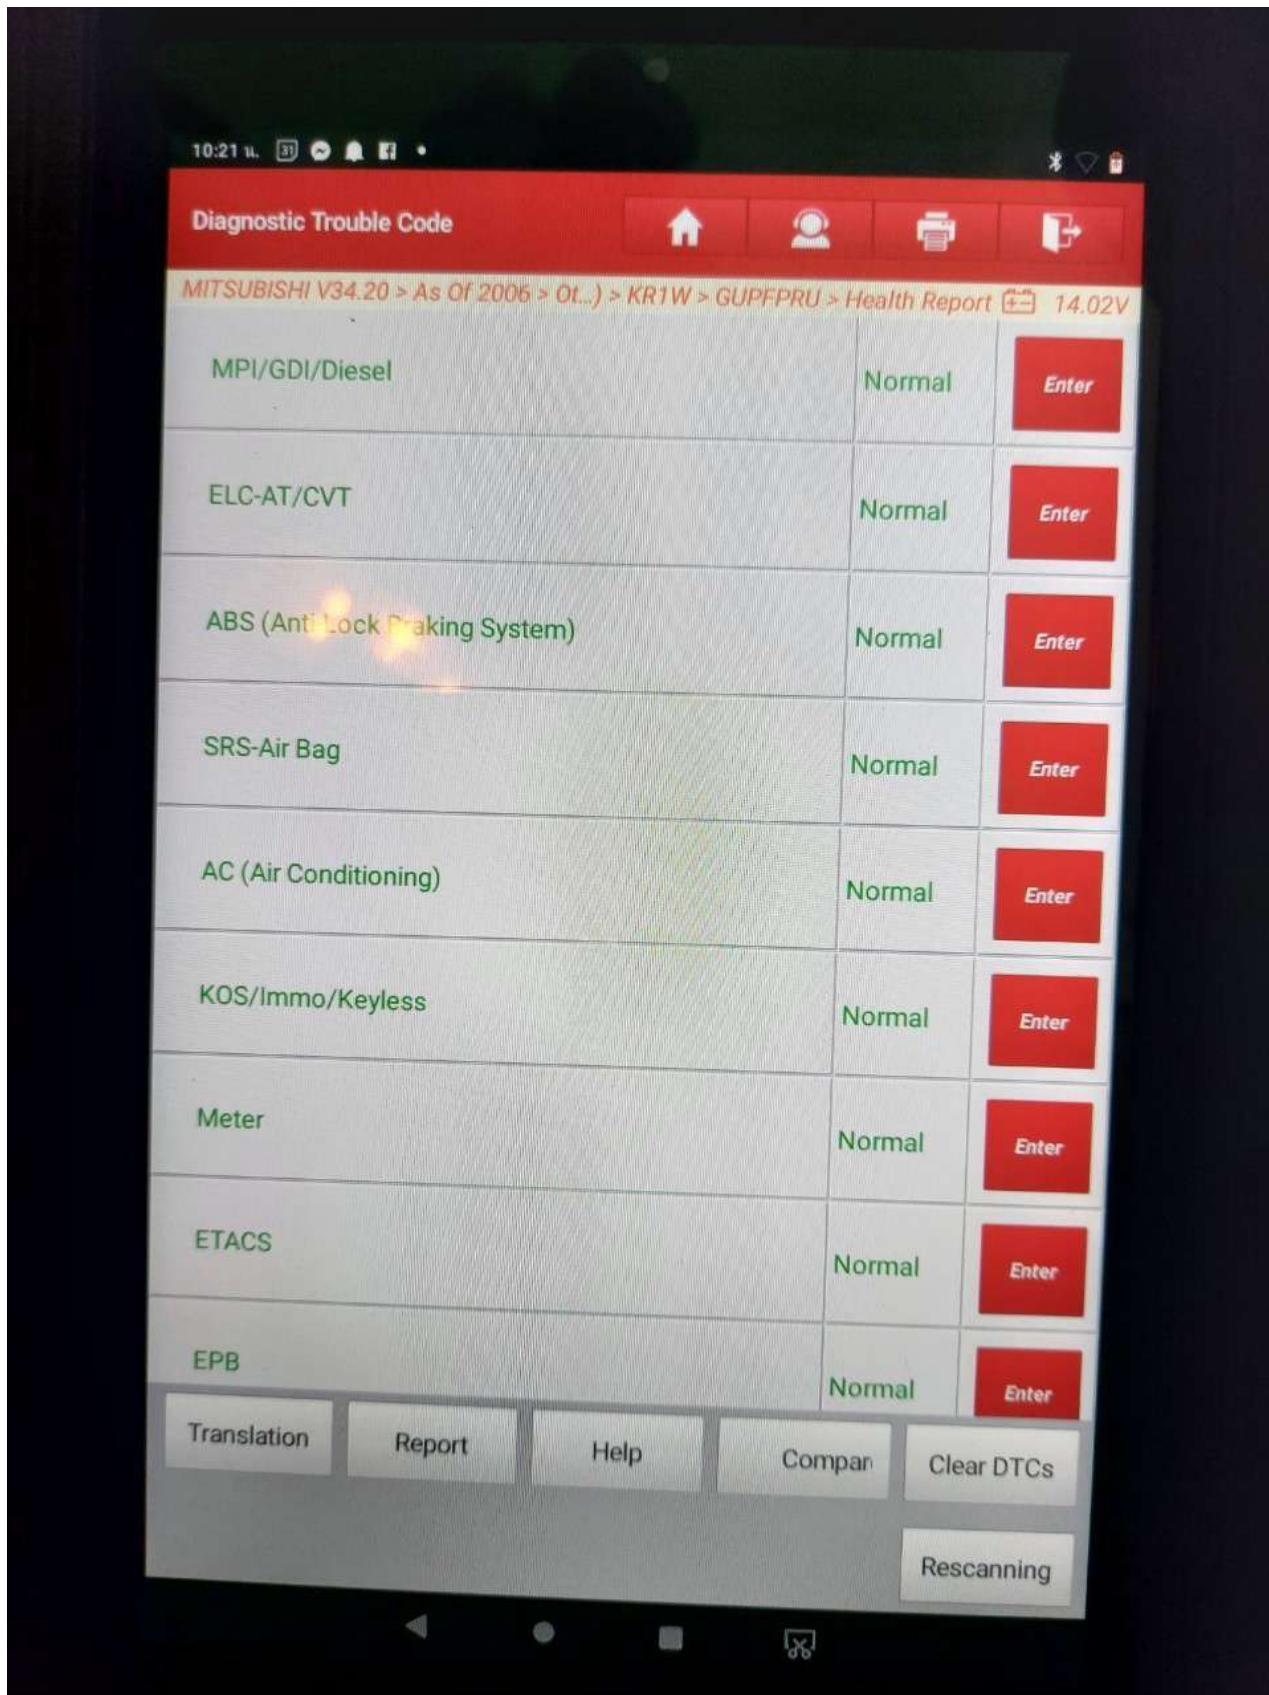 10:21 น. 31
Diagnostic Trouble Code
MITSUBISHI V34.20 > As Of 2006 > Ot...) > KR1W > GUPFPRU > Health Report 14.02V
MPI/GDI/Diesel Normal Enter
ELC-AT/CVT Normal Enter
ABS (Anti Lock Braking System) Normal Enter
SRS-Air Bag Normal Enter
AC (Air Conditioning) Normal Enter
KOS/Immo/Keyless Normal Enter
Meter Normal Enter
ETACS Normal Enter
EPB Normal Enter
Translation Report Help Compar Clear DTCs
Rescanning